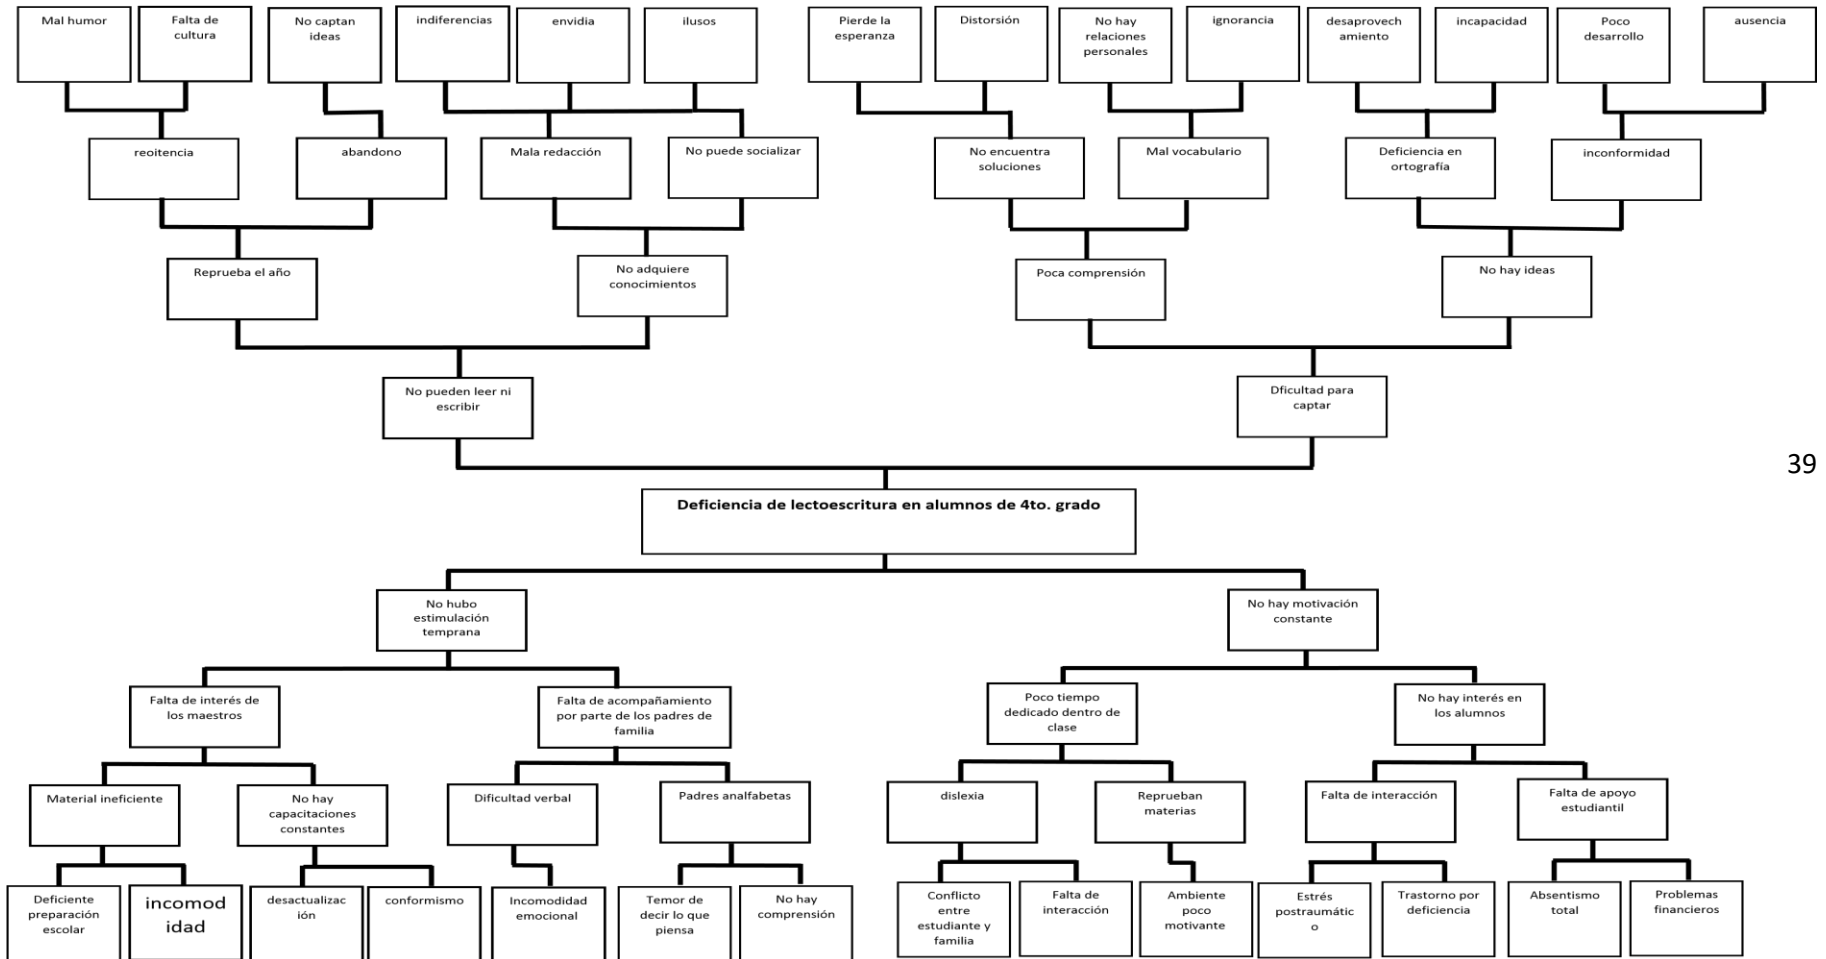 Mal humor
Falta de
cultura
No captan
ideas
indiferencias
envidia
ilusos
Pierde la
esperanza
Distorsión
No hay
relaciones
personales
ignorancia
desaprovech
amiento
incapacidad
Poco
desarrollo
ausencia
reoitencia
abandono
Mala redacción
No puede socializar
No encuentra
soluciones
Mal vocabulario
Deficiencia en
ortografía
inconformidad
Reprueba el año
No adquiere
conocimientos
Poca comprensión
No hay ideas
No pueden leer ni
escribir
Dficultad para
captar
39
Deficiencia de lectoescritura en alumnos de 4to. grado
No hubo
estimulación
temprana
No hay motivación
constante
Falta de interés de
los maestros
Falta de acompañamiento
por parte de los padres de
familia
Poco tiempo
dedicado dentro de
clase
No hay interés en
los alumnos
Material ineficiente
No hay
capacitaciones
constantes
Dificultad verbal
Padres analfabetas
dislexia
Reprueban
materias
Falta de interacción
Falta de apoyo
estudiantil
Deficiente
preparación
escolar
incomod
idad
desactualizac
ión
conformismo
Incomodidad
emocional
Temor de
decir lo que
piensa
No hay
comprensión
Conflicto
entre
estudiante y
familia
Falta de
interacción
Ambiente
poco
motivante
Estrés
postraumátic
o
Trastorno por
deficiencia
Absentismo
total
Problemas
financieros